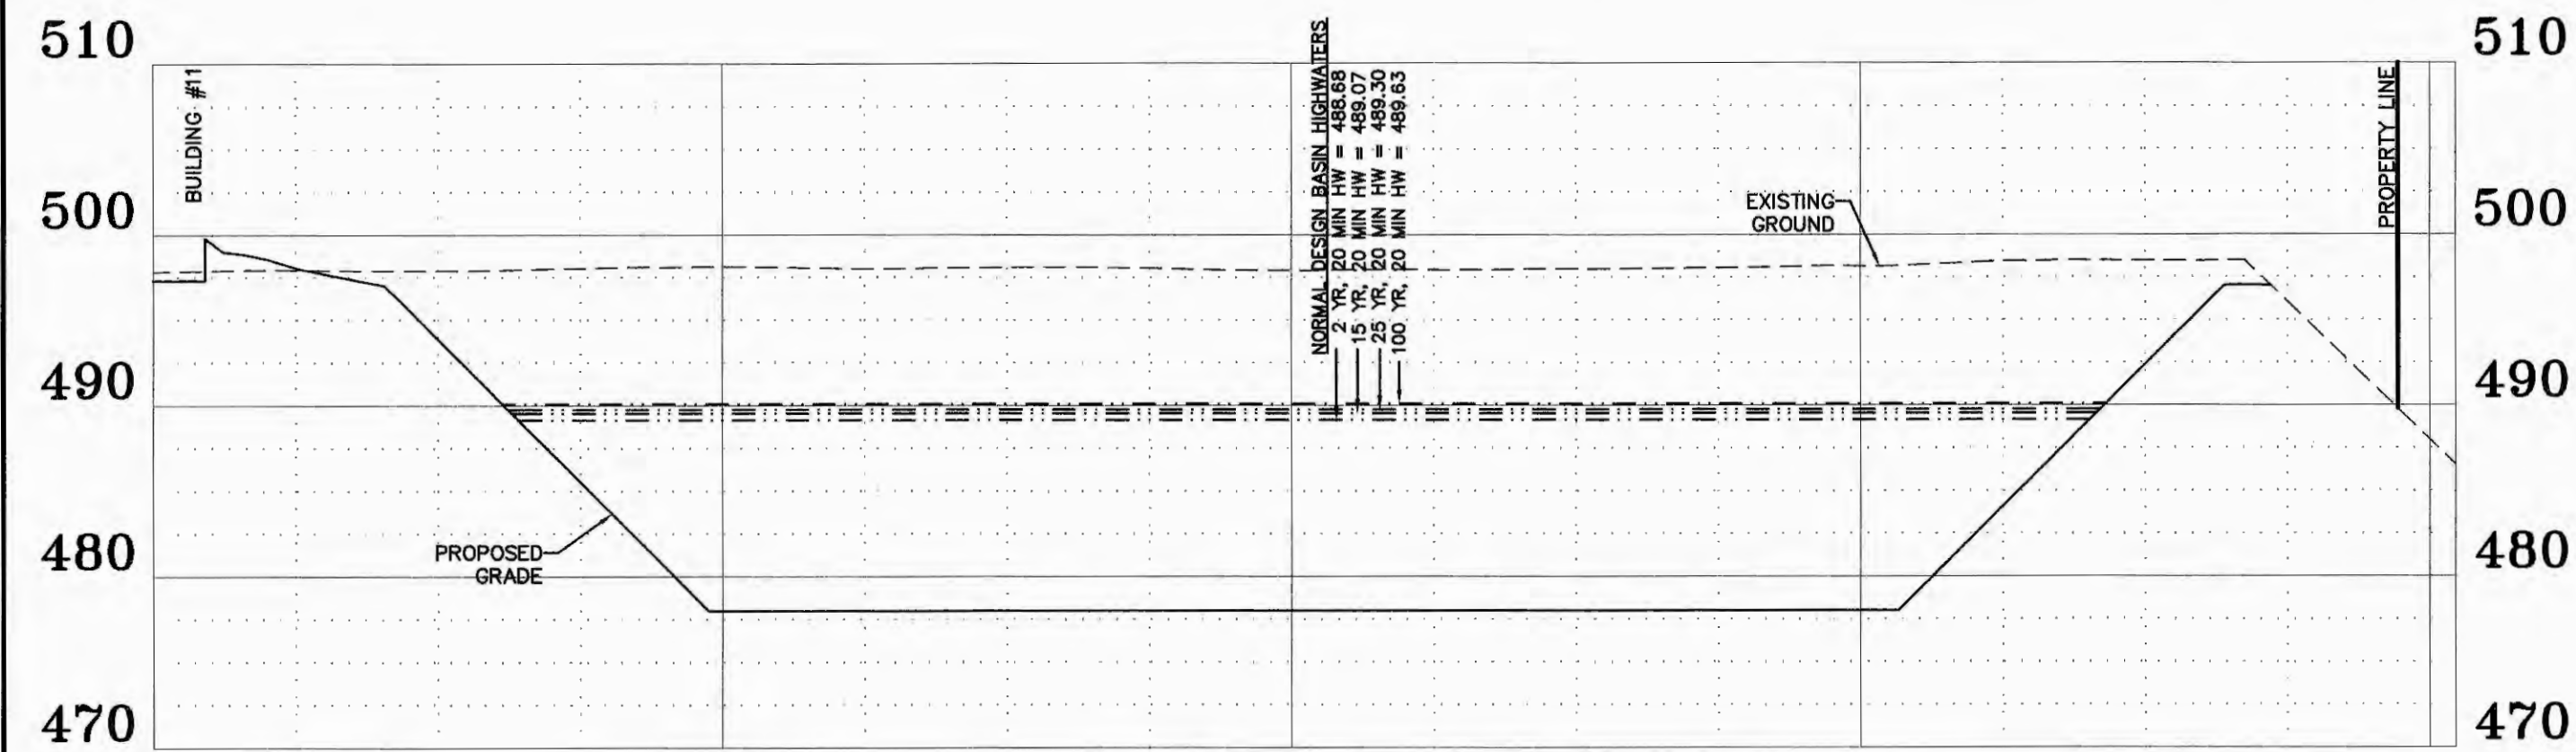 510
510
500
500
490
490
480
480
470
470
BUILDING #11
NORMAL DESIGN BASIN HIGHWATERS
2 YR, 20 MIN HW = 488.68
15 YR, 20 MIN HW = 489.07
25 YR, 20 MIN HW = 489.30
100 YR, 20 MIN HW = 489.63
EXISTING
GROUND
PROPERTY LINE
PROPOSED
GRADE